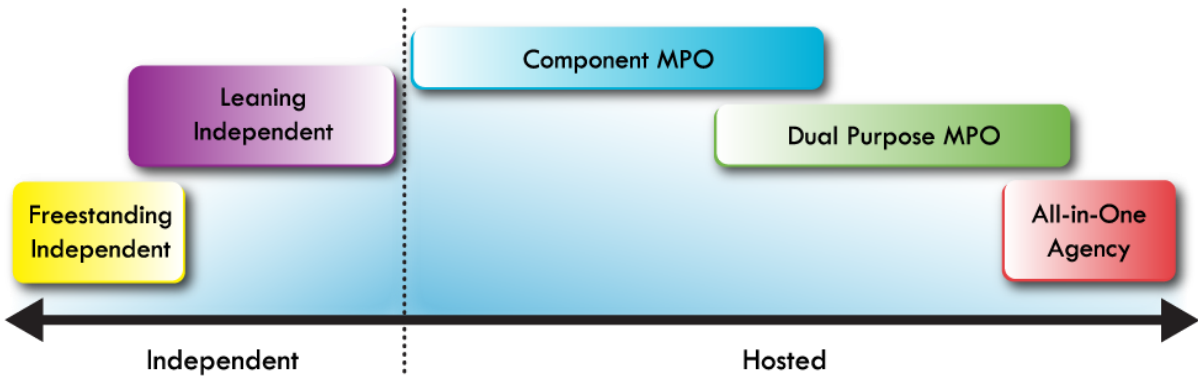 Component MPO
Leaning
Independent
Dual Purpose MPO
Freestanding
Independent
All-in-One
Agency
Independent
Hosted